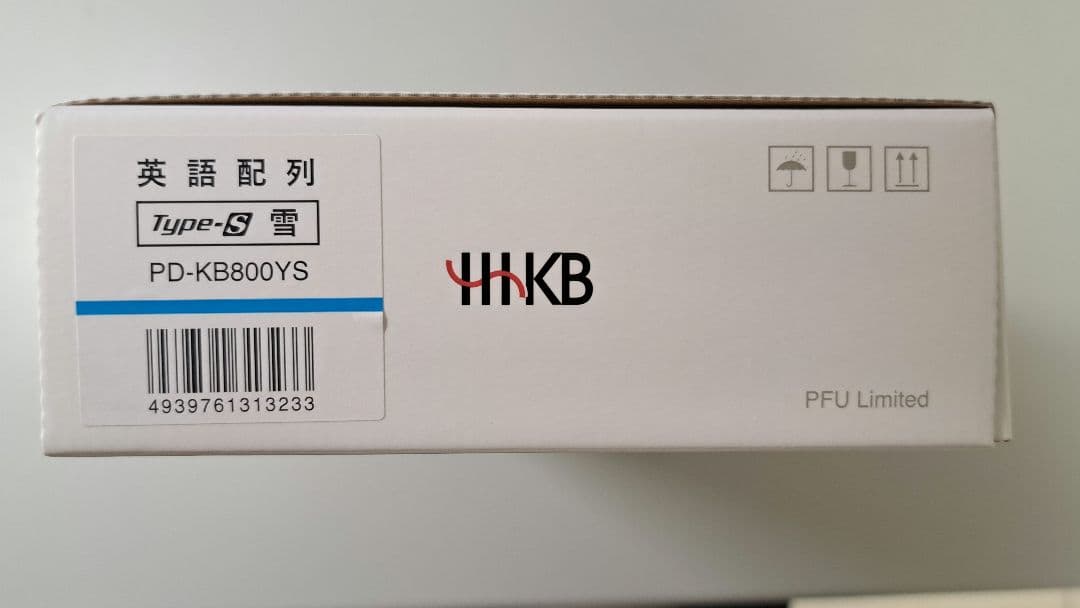 英語配列
Type-S 雪
PD-KB800YS
4939761313233
HHKB
PFU Limited